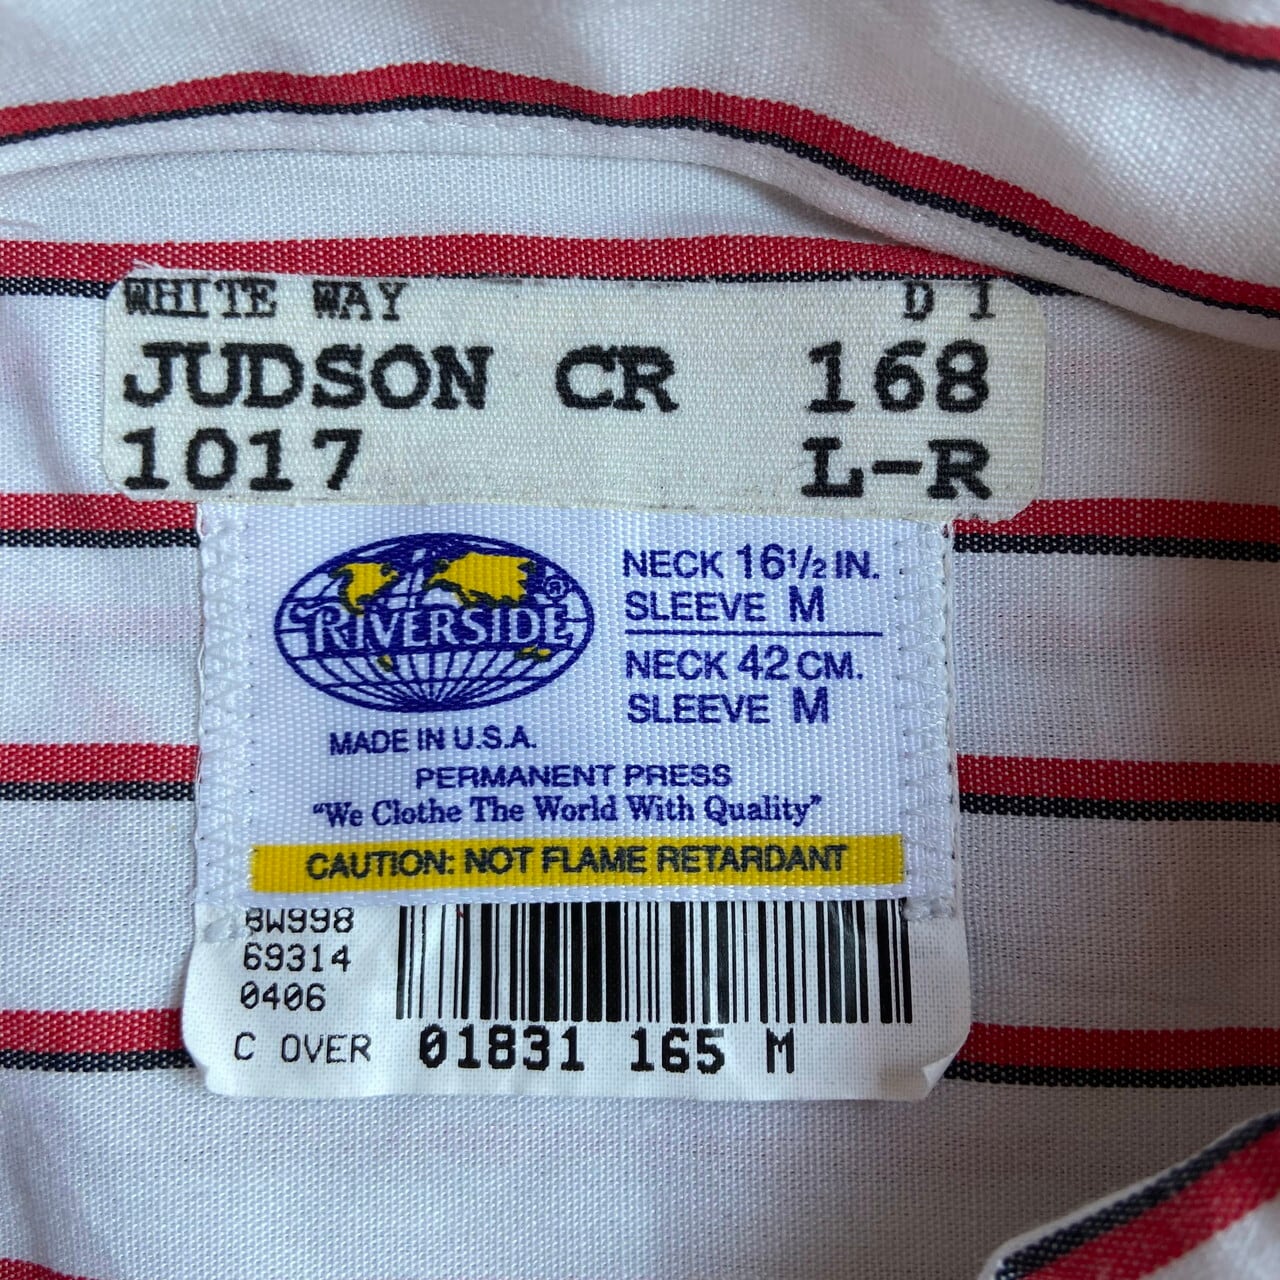 WHITE WAY D I
JUDSON CR 168
1017 L-R
RIVERSIDE ®
NECK 16½ IN.
SLEEVE M
NECK 42 CM.
SLEEVE M
MADE IN U.S.A.
PERMANENT PRESS
"We Clothe The World With Quality"
CAUTION: NOT FLAME RETARDANT
8W998
69314
0406
C OVER 01831 165 M